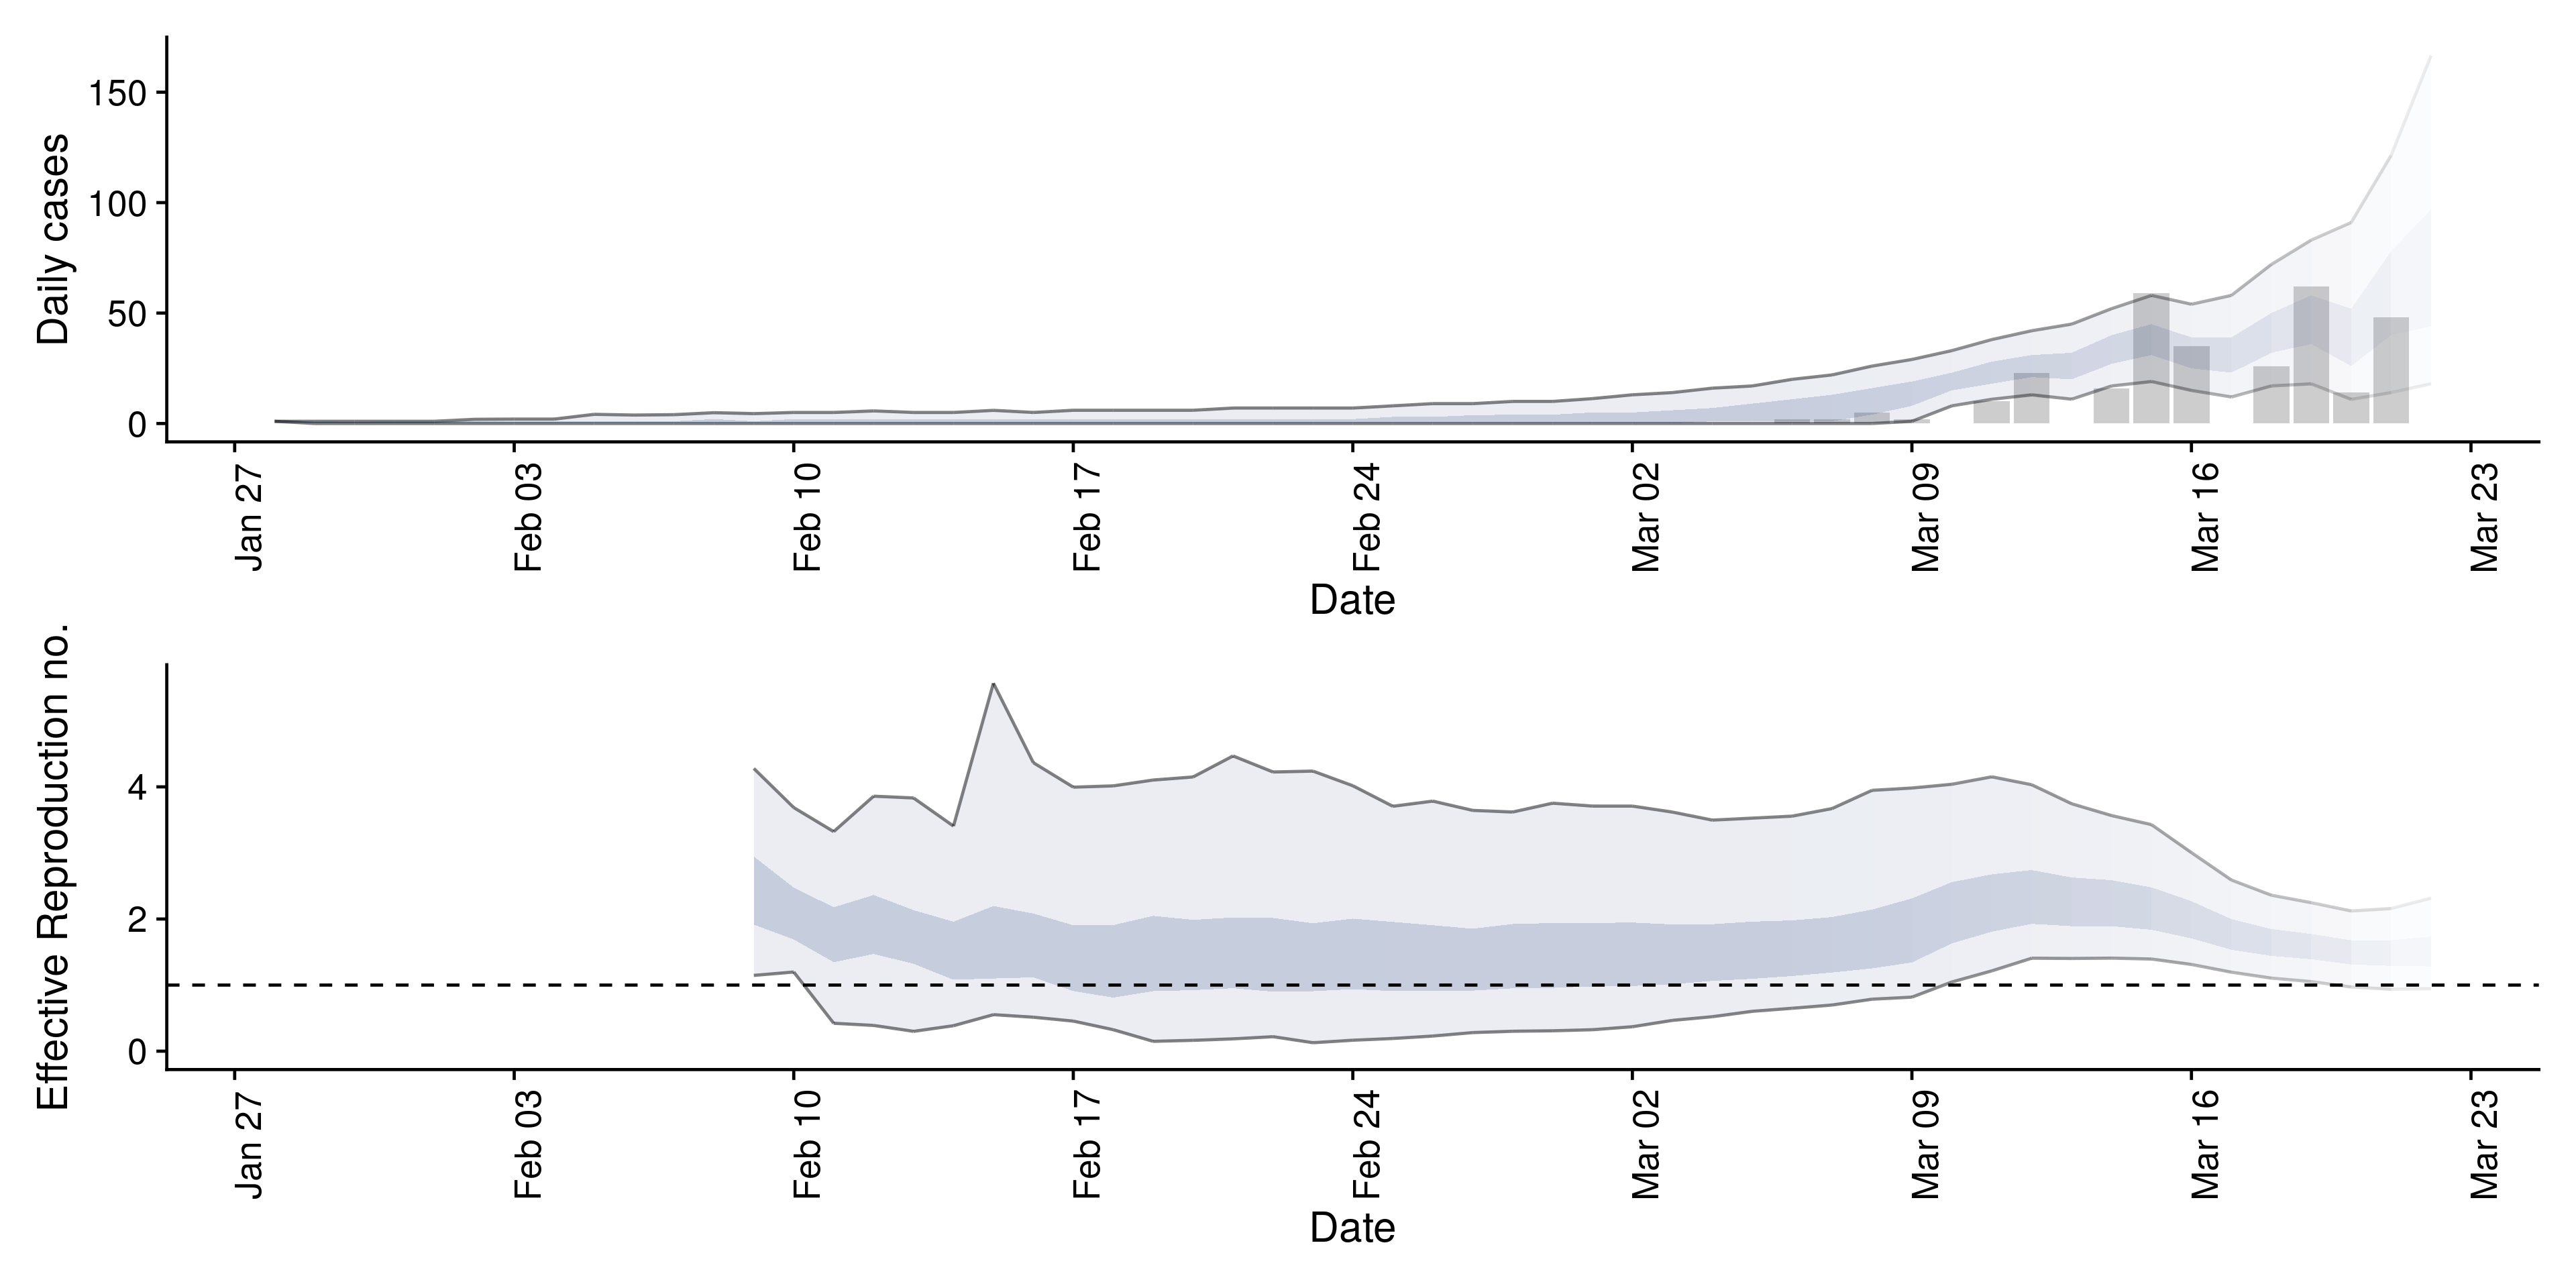 Daily cases
150
100
50
0
Jan 27
Feb 03
Feb 10
Feb 17
Feb 24
Mar 02
Mar 09
Mar 16
Mar 23
Date
Effective Reproduction no.
4
2
0
Jan 27
Feb 03
Feb 10
Feb 17
Feb 24
Mar 02
Mar 09
Mar 16
Mar 23
Date